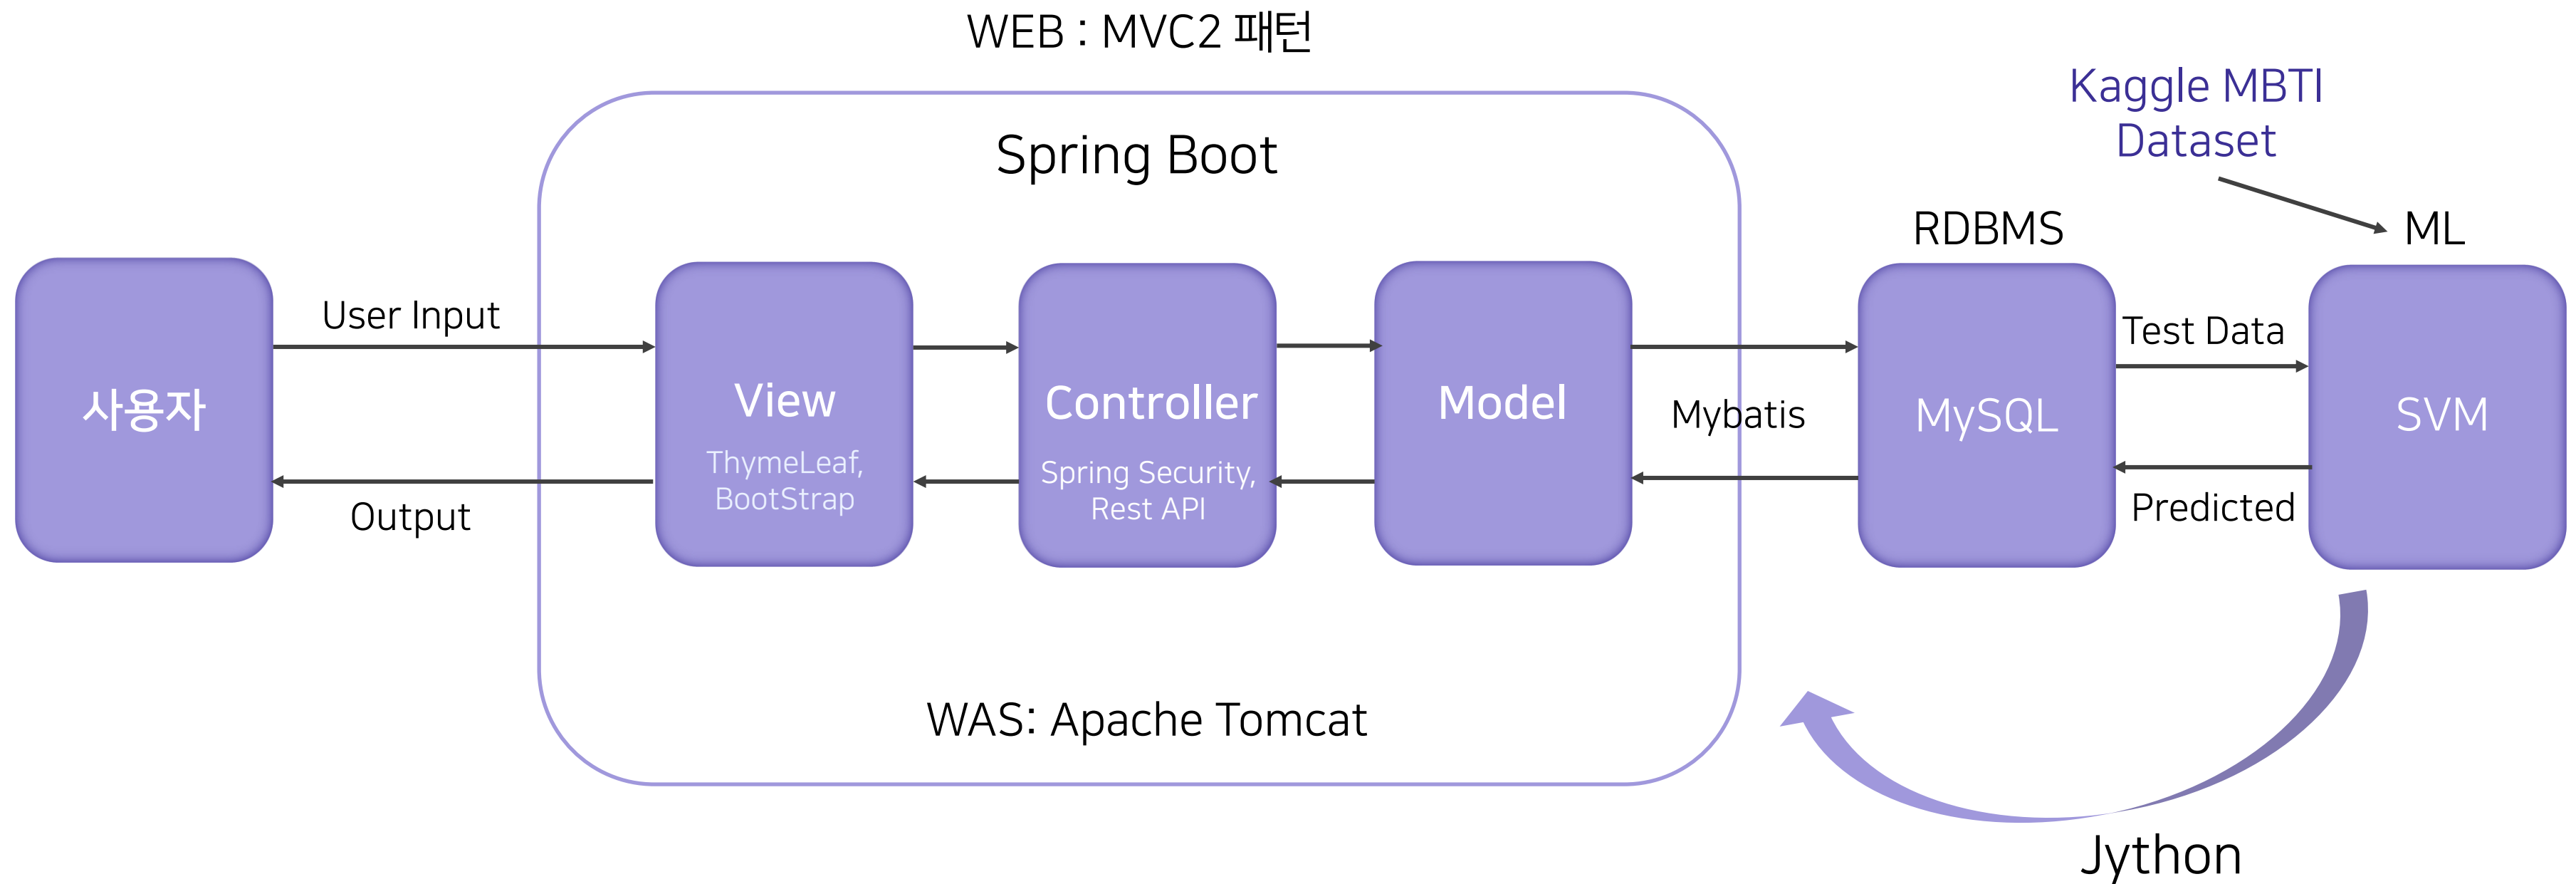 WEB : MVC2 패턴
Kaggle MBTI
Dataset
Spring Boot
RDBMS
ML
User Input
Test Data
사용자
View
Controller
Model
Mybatis
MySQL
SVM
ThymeLeaf,
BootStrap
Spring Security,
Rest API
Output
Predicted
WAS: Apache Tomcat
Jython